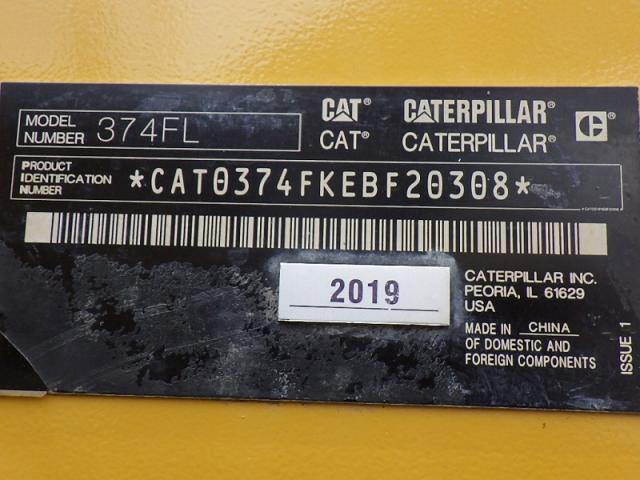 MODEL NUMBER 374FL
CAT® CATERPILLAR®
CAT® CATERPILLAR®
PRODUCT IDENTIFICATION NUMBER *CAT0374FKEBF20308*
2019
CATERPILLAR INC.
PEORIA, IL 61629
USA
MADE IN CHINA
OF DOMESTIC AND
FOREIGN COMPONENTS
ISSUE 1